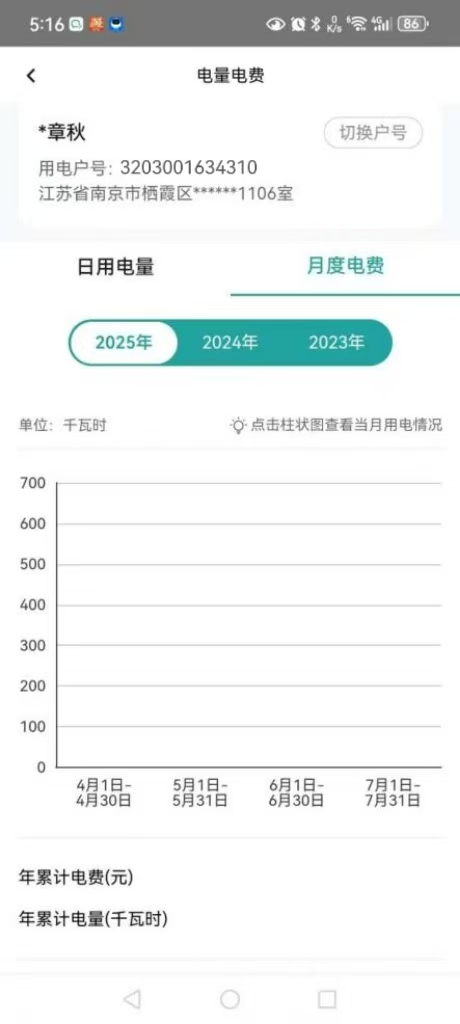 5:16
0
K/s
6
4G
86
电量电费
*章秋
切换户号
用电户号: 3203001634310
江苏省南京市栖霞区******1106室
日用电量
月度电费
2025年
2024年
2023年
单位: 千瓦时
点击柱状图查看当月用电情况
700
600
500
400
300
200
100
0
4月1日-
4月30日
5月1日-
5月31日
6月1日-
6月30日
7月1日-
7月31日
年累计电费(元)
年累计电量(千瓦时)